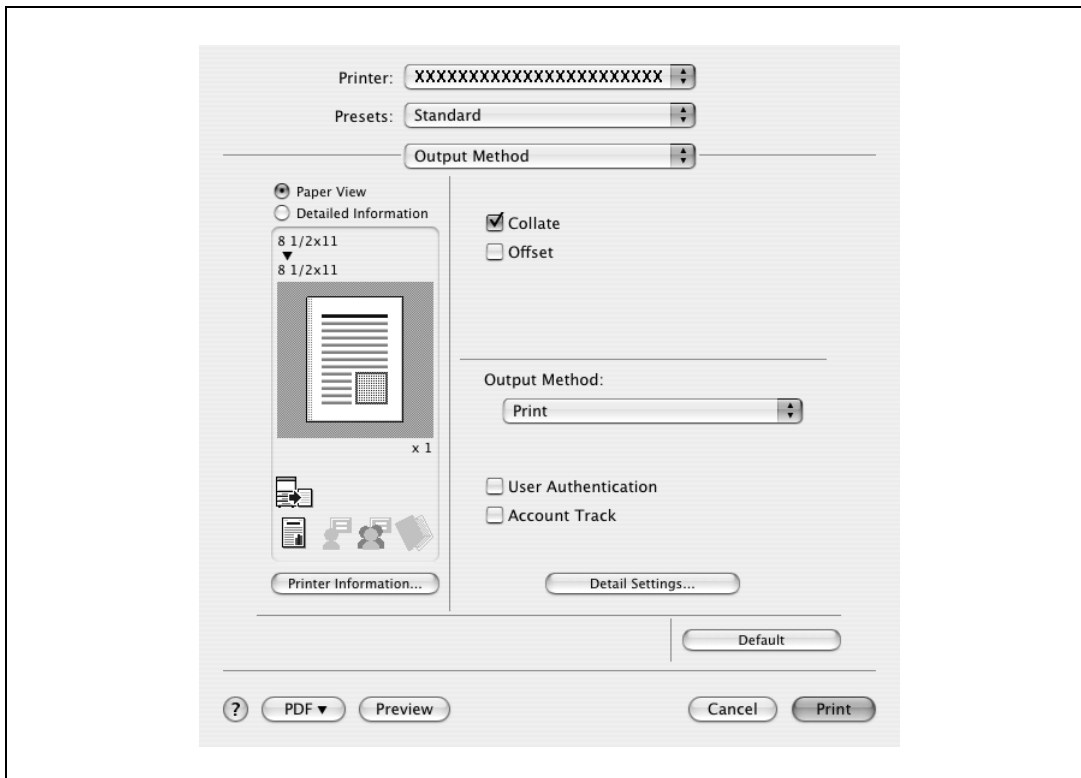 Printer: XXXXXXXXXXXXXXXXXXXXXXX
Presets: Standard
Output Method
Paper View
Detailed Information
8 1/2x11
8 1/2x11
x 1
Printer Information...
Collate
Offset
Output Method:
Print
User Authentication
Account Track
Detail Settings...
Default
? PDF Preview Cancel Print